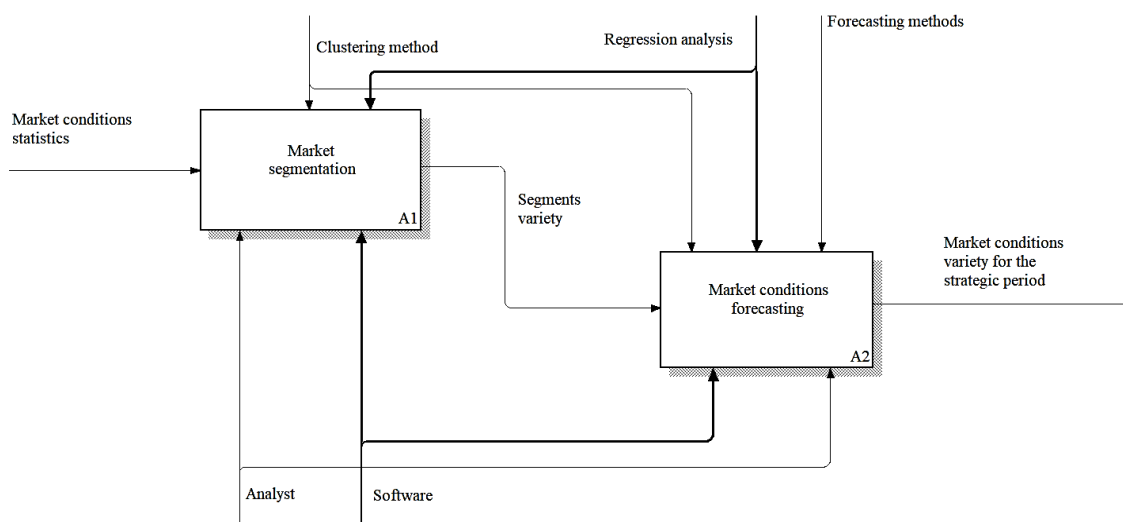 Clustering method
Regression analysis
Forecasting methods
Market conditions
statistics
Market
segmentation
A1
Segments
variety
Market conditions
forecasting
A2
Market conditions
variety for the
strategic period
Analyst
Software